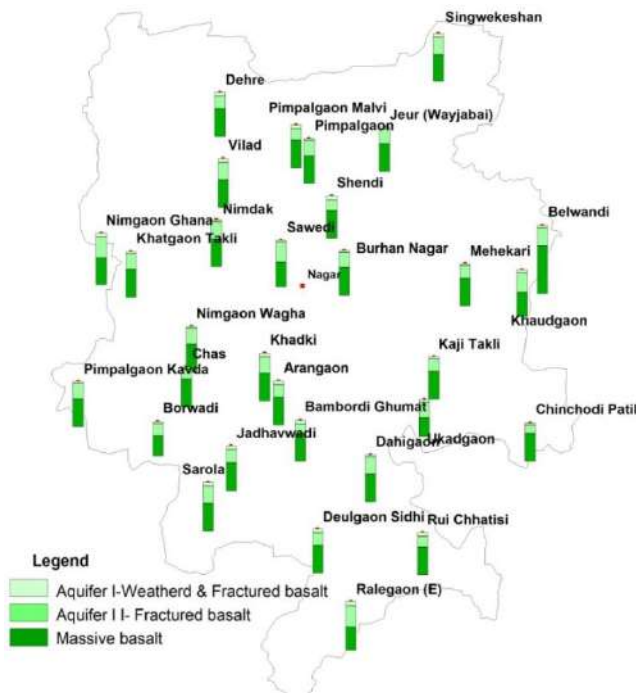 Singwekeshan
Dehre
Pimpalgaon Malvi
Pimpalgaon
Jeur (Wayjabai)
Vilad
Shendi
Nimgaon Ghana
Nimdak
Belwandi
Khatgaon Takli
Sawedi
Burhan Nagar
Mehekari
Nagar
Khaudgaon
Nimgaon Wagha
Khadki
Kaji Takli
Chas
Pimpalgaon Kavda
Arangaon
Borwadi
Bambordi Ghumat
Chinchodi Patil
Jadhavwadi
Dahigaon
Ukadgaon
Sarola
Deulgaon Sidhi
Rui Chhatisi
Legend
Aquifer I-Weatherd & Fractured basalt
Aquifer I I- Fractured basalt
Massive basalt
Ralegaon (E)